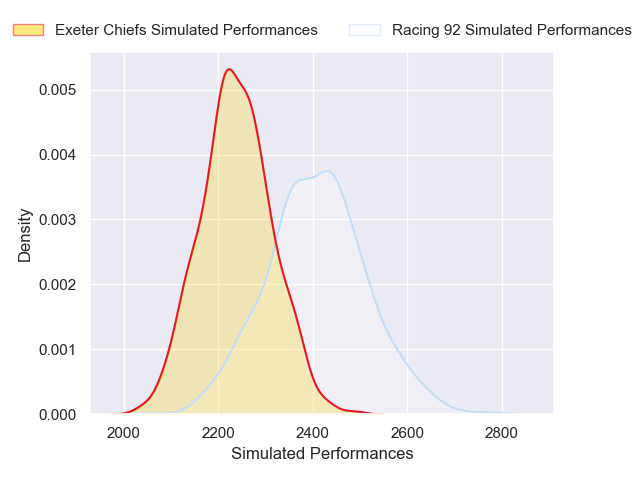 Exeter Chiefs Simulated Performances
Racing 92 Simulated Performances
0.005
0.004
0.003
0.002
0.001
0.000
Density
2000
2200
2400
2600
2800
Simulated Performances